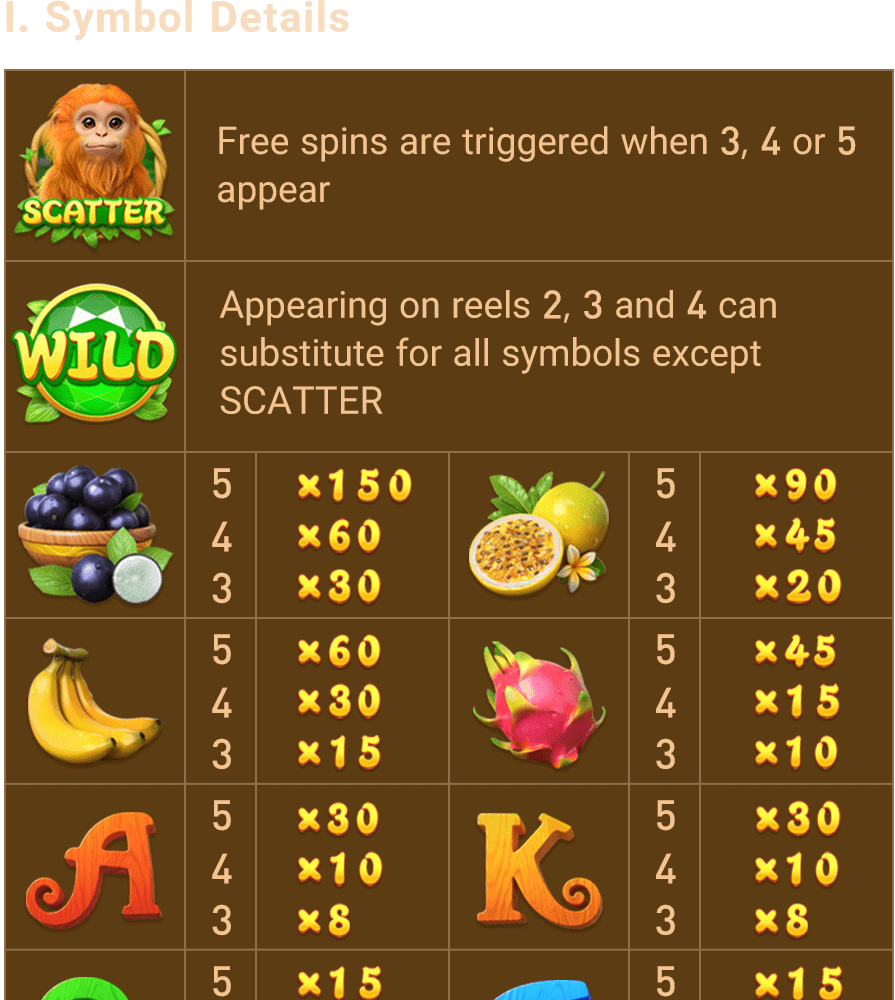 I. Symbol Details
SCATTER
Free spins are triggered when 3, 4 or 5
appear
WILD
Appearing on reels 2, 3 and 4 can
substitute for all symbols except
SCATTER
5 ×150
4 ×60
3 ×30
5 ×90
4 ×45
3 ×20
5 ×60
4 ×30
3 ×15
5 ×45
4 ×15
3 ×10
A
5 ×30
4 ×10
3 ×8
K
5 ×30
4 ×10
3 ×8
5 ×15
5 ×15